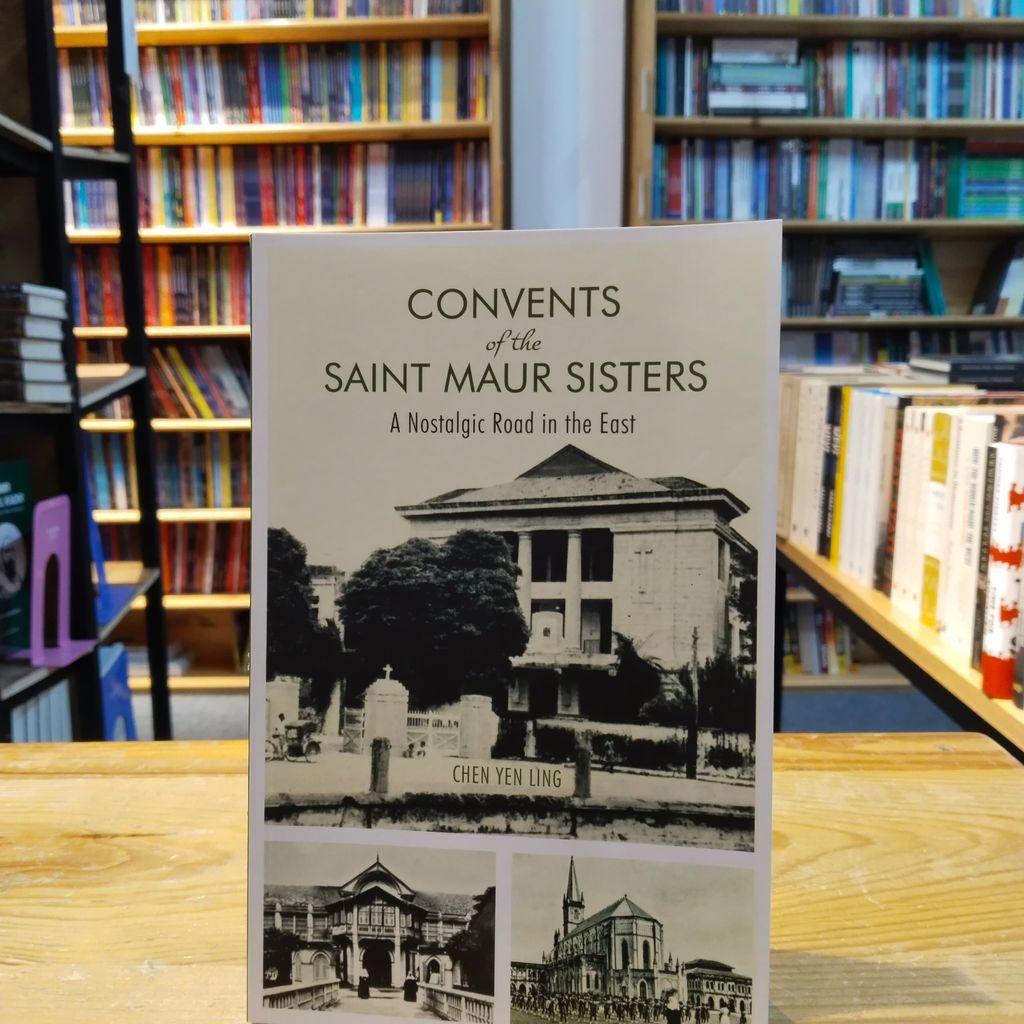 CONVENTS
of the
SAINT MAUR SISTERS
A Nostalgic Road in the East
CHEN YEN LING